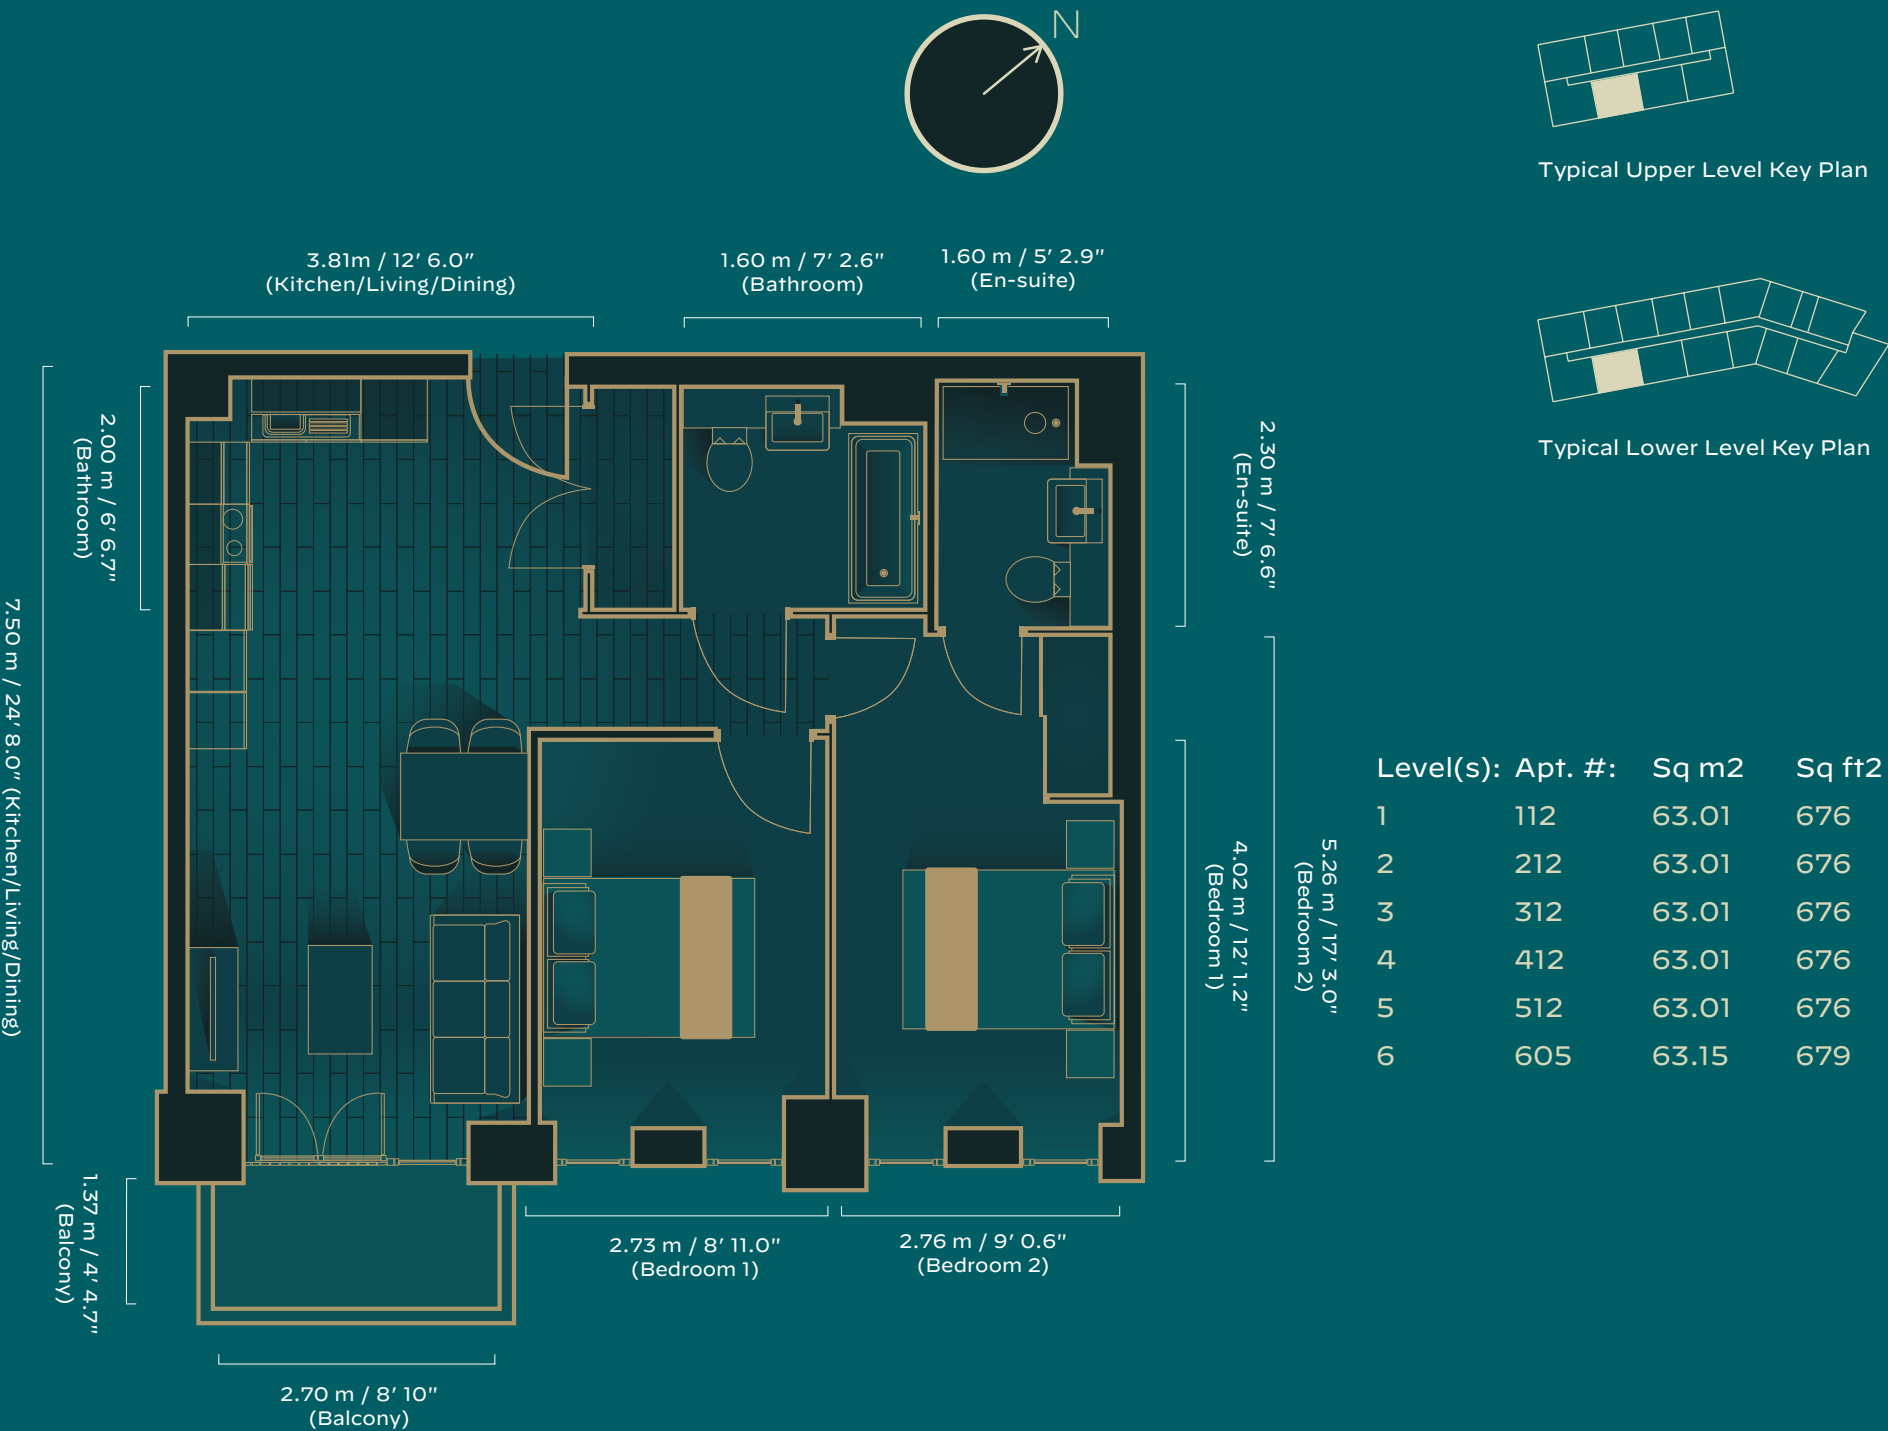 N
Typical Upper Level Key Plan
3.81m / 12' 6.0"
(Kitchen/Living/Dining)
1.60 m / 7' 2.6"
(Bathroom)
1.60 m / 5' 2.9"
(En-suite)
Typical Lower Level Key Plan
2.00 m / 6' 6.7"
(Bathroom)
2.30 m / 7' 6.6"
(En-suite)
7.50 m / 24' 8.0" (Kitchen/Living/Dining)
4.02 m / 12' 1.2"
(Bedroom 1)
5.26 m / 17' 3.0"
(Bedroom 2)
Level(s): Apt. #: Sq m2 Sq ft2
1 112 63.01 676
2 212 63.01 676
3 312 63.01 676
4 412 63.01 676
5 512 63.01 676
6 605 63.15 679
1.37 m / 4' 4.7"
(Balcony)
2.73 m / 8' 11.0"
(Bedroom 1)
2.76 m / 9' 0.6"
(Bedroom 2)
2.70 m / 8' 10"
(Balcony)